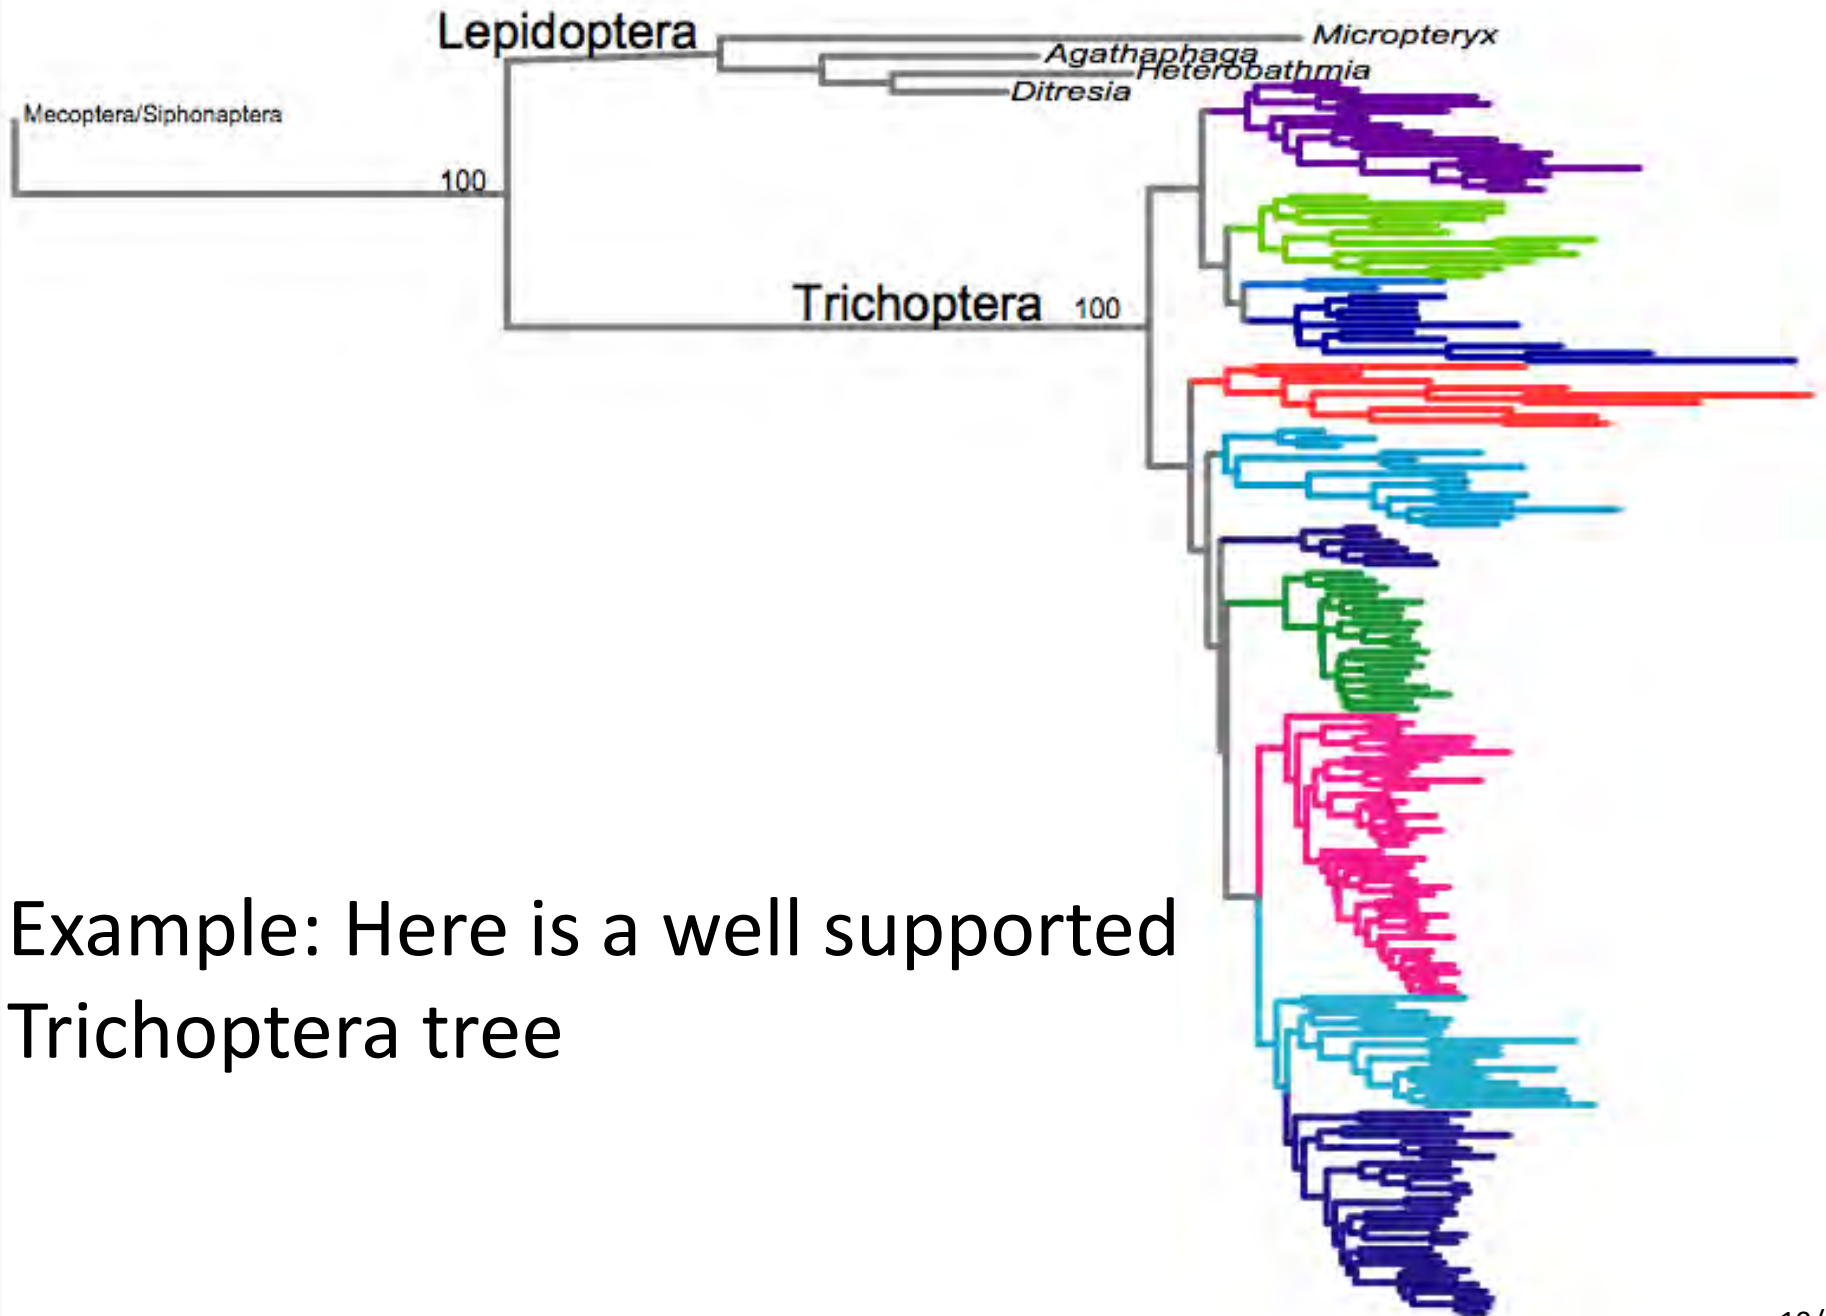 Lepidoptera
Micropteryx
Agathaphaga
Heterobathmia
Ditresia
Mecoptera/Siphonaptera
100
Trichoptera 100
Example: Here is a well supported
Trichoptera tree